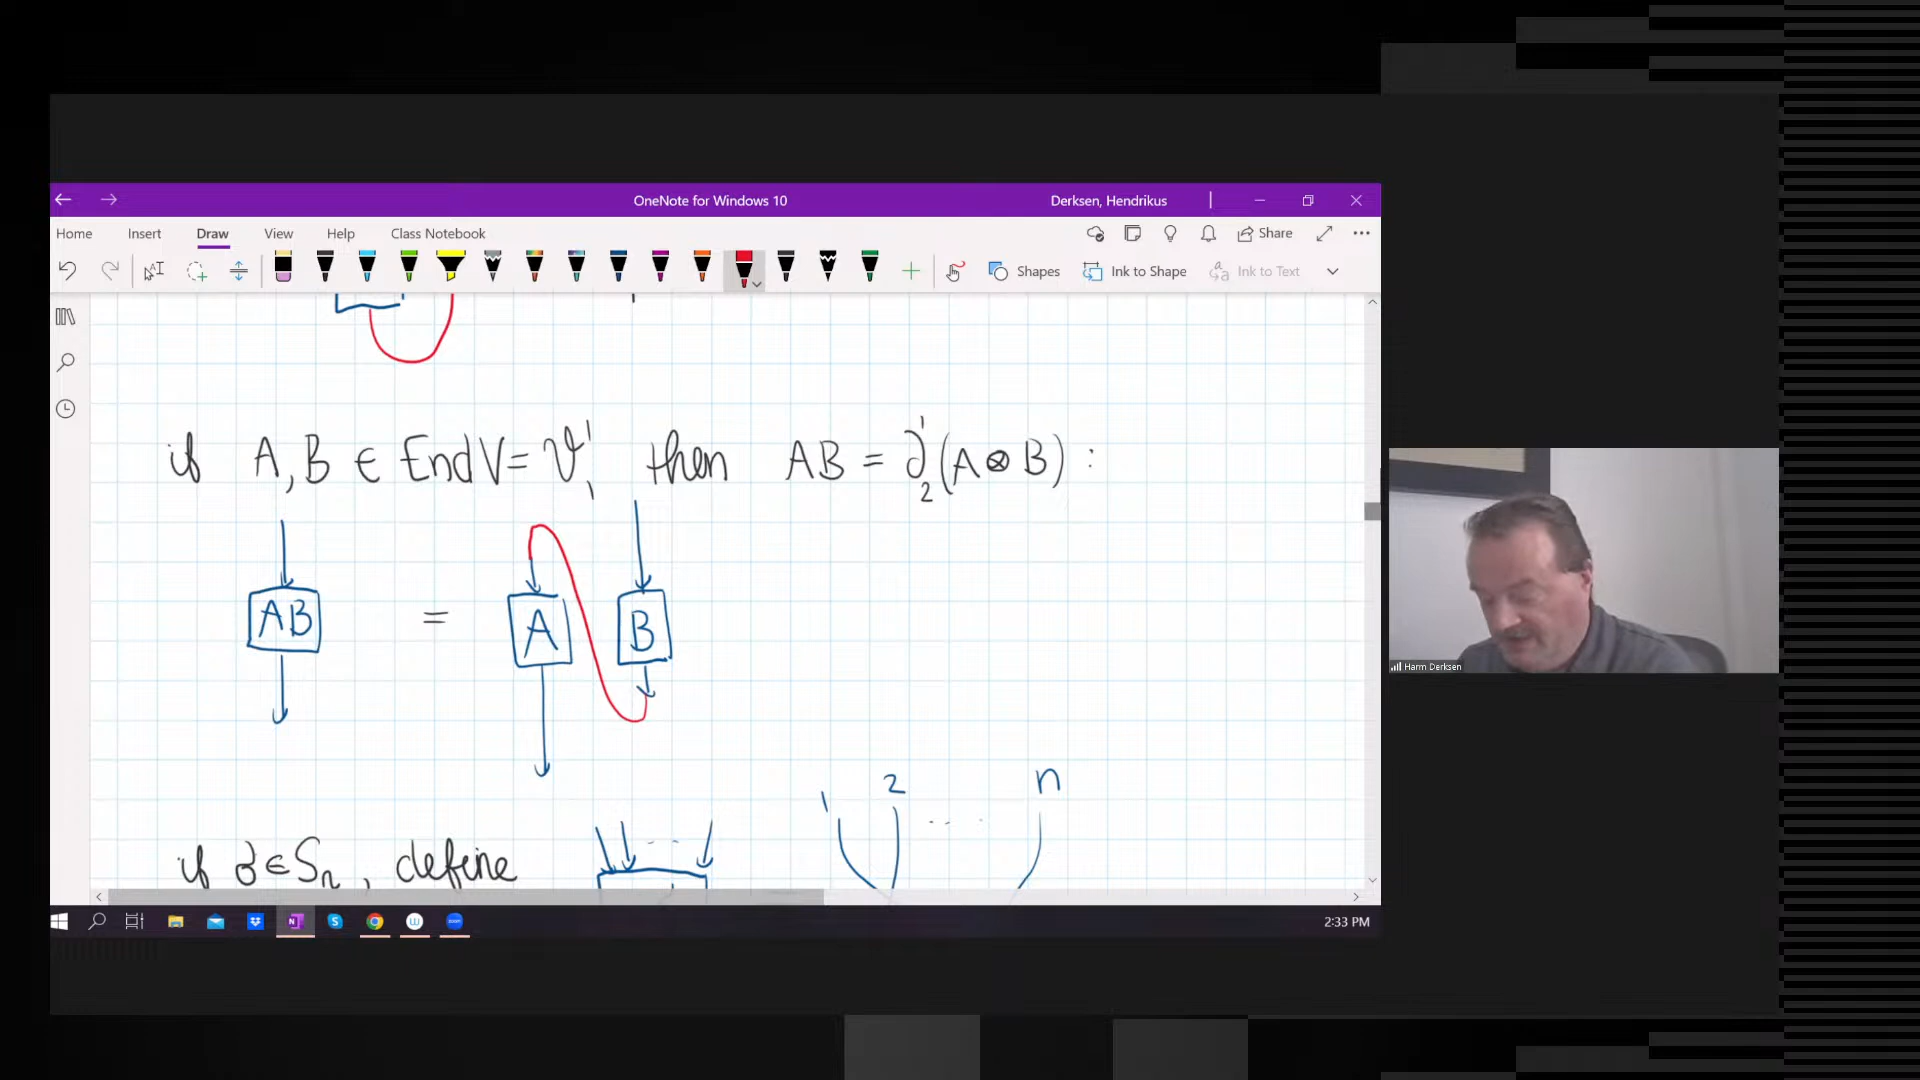 OneNote for Windows 10
Derksen, Hendrikus
Home Insert Draw View Help Class Notebook
Share
Shapes Ink to Shape Ink to Text
if A, B ∈ End V = 𝒱¹₁ then AB = ∂¹₂(A ⊗ B) :
AB = A B
1 2 ... n
if σ ∈ Sₙ, define
Harm Derksen
2:33 PM